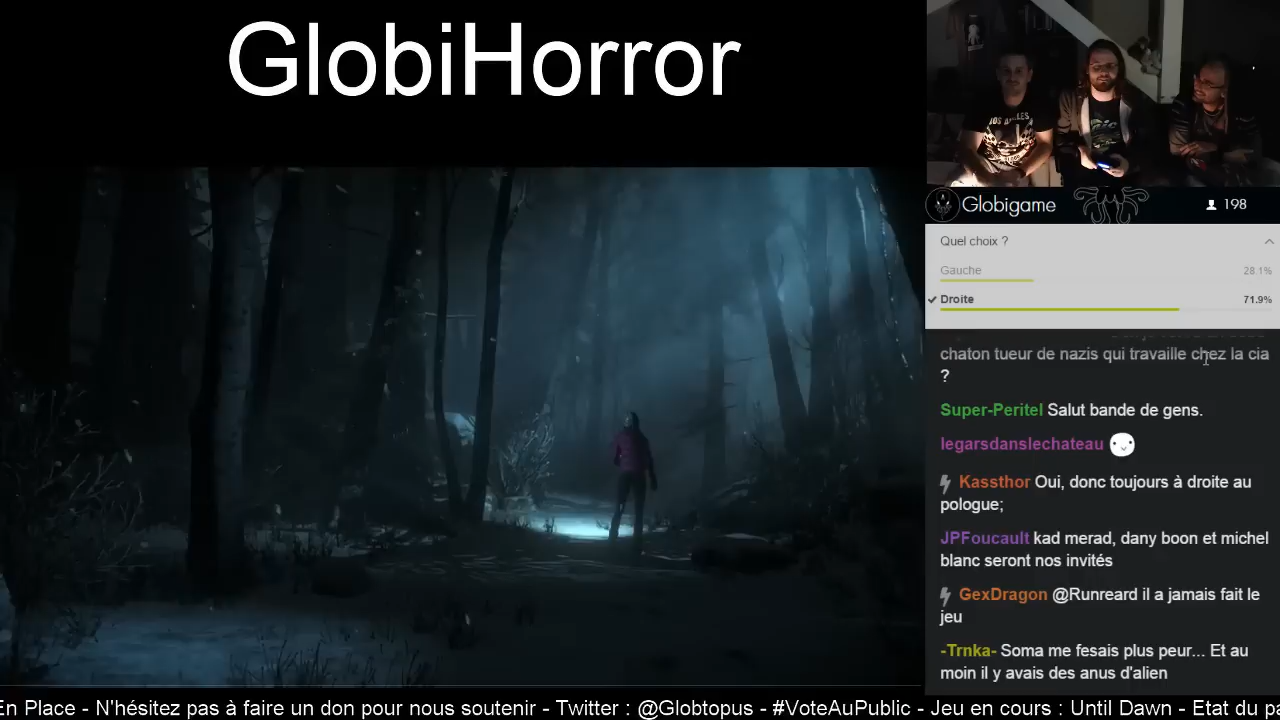 GlobiHorror
Globigame
198
Quel choix ?
Gauche 28.1%
Droite 71.9%
chaton tueur de nazis qui travaille chez la cia
?
Super-Peritel Salut bande de gens.
legarsdanslechateau
Kassthor Oui, donc toujours à droite au
pologue;
JPFoucault kad merad, dany boon et michel
blanc seront nos invités
GexDragon @Runreard il a jamais fait le
jeu
-Trnka- Soma me fesais plus peur... Et au
moin il y avais des anus d'alien
En Place - N'hésitez pas à faire un don pour nous soutenir - Twitter : @Globtopus - #VoteAuPublic - Jeu en cours : Until Dawn - Etat du pa